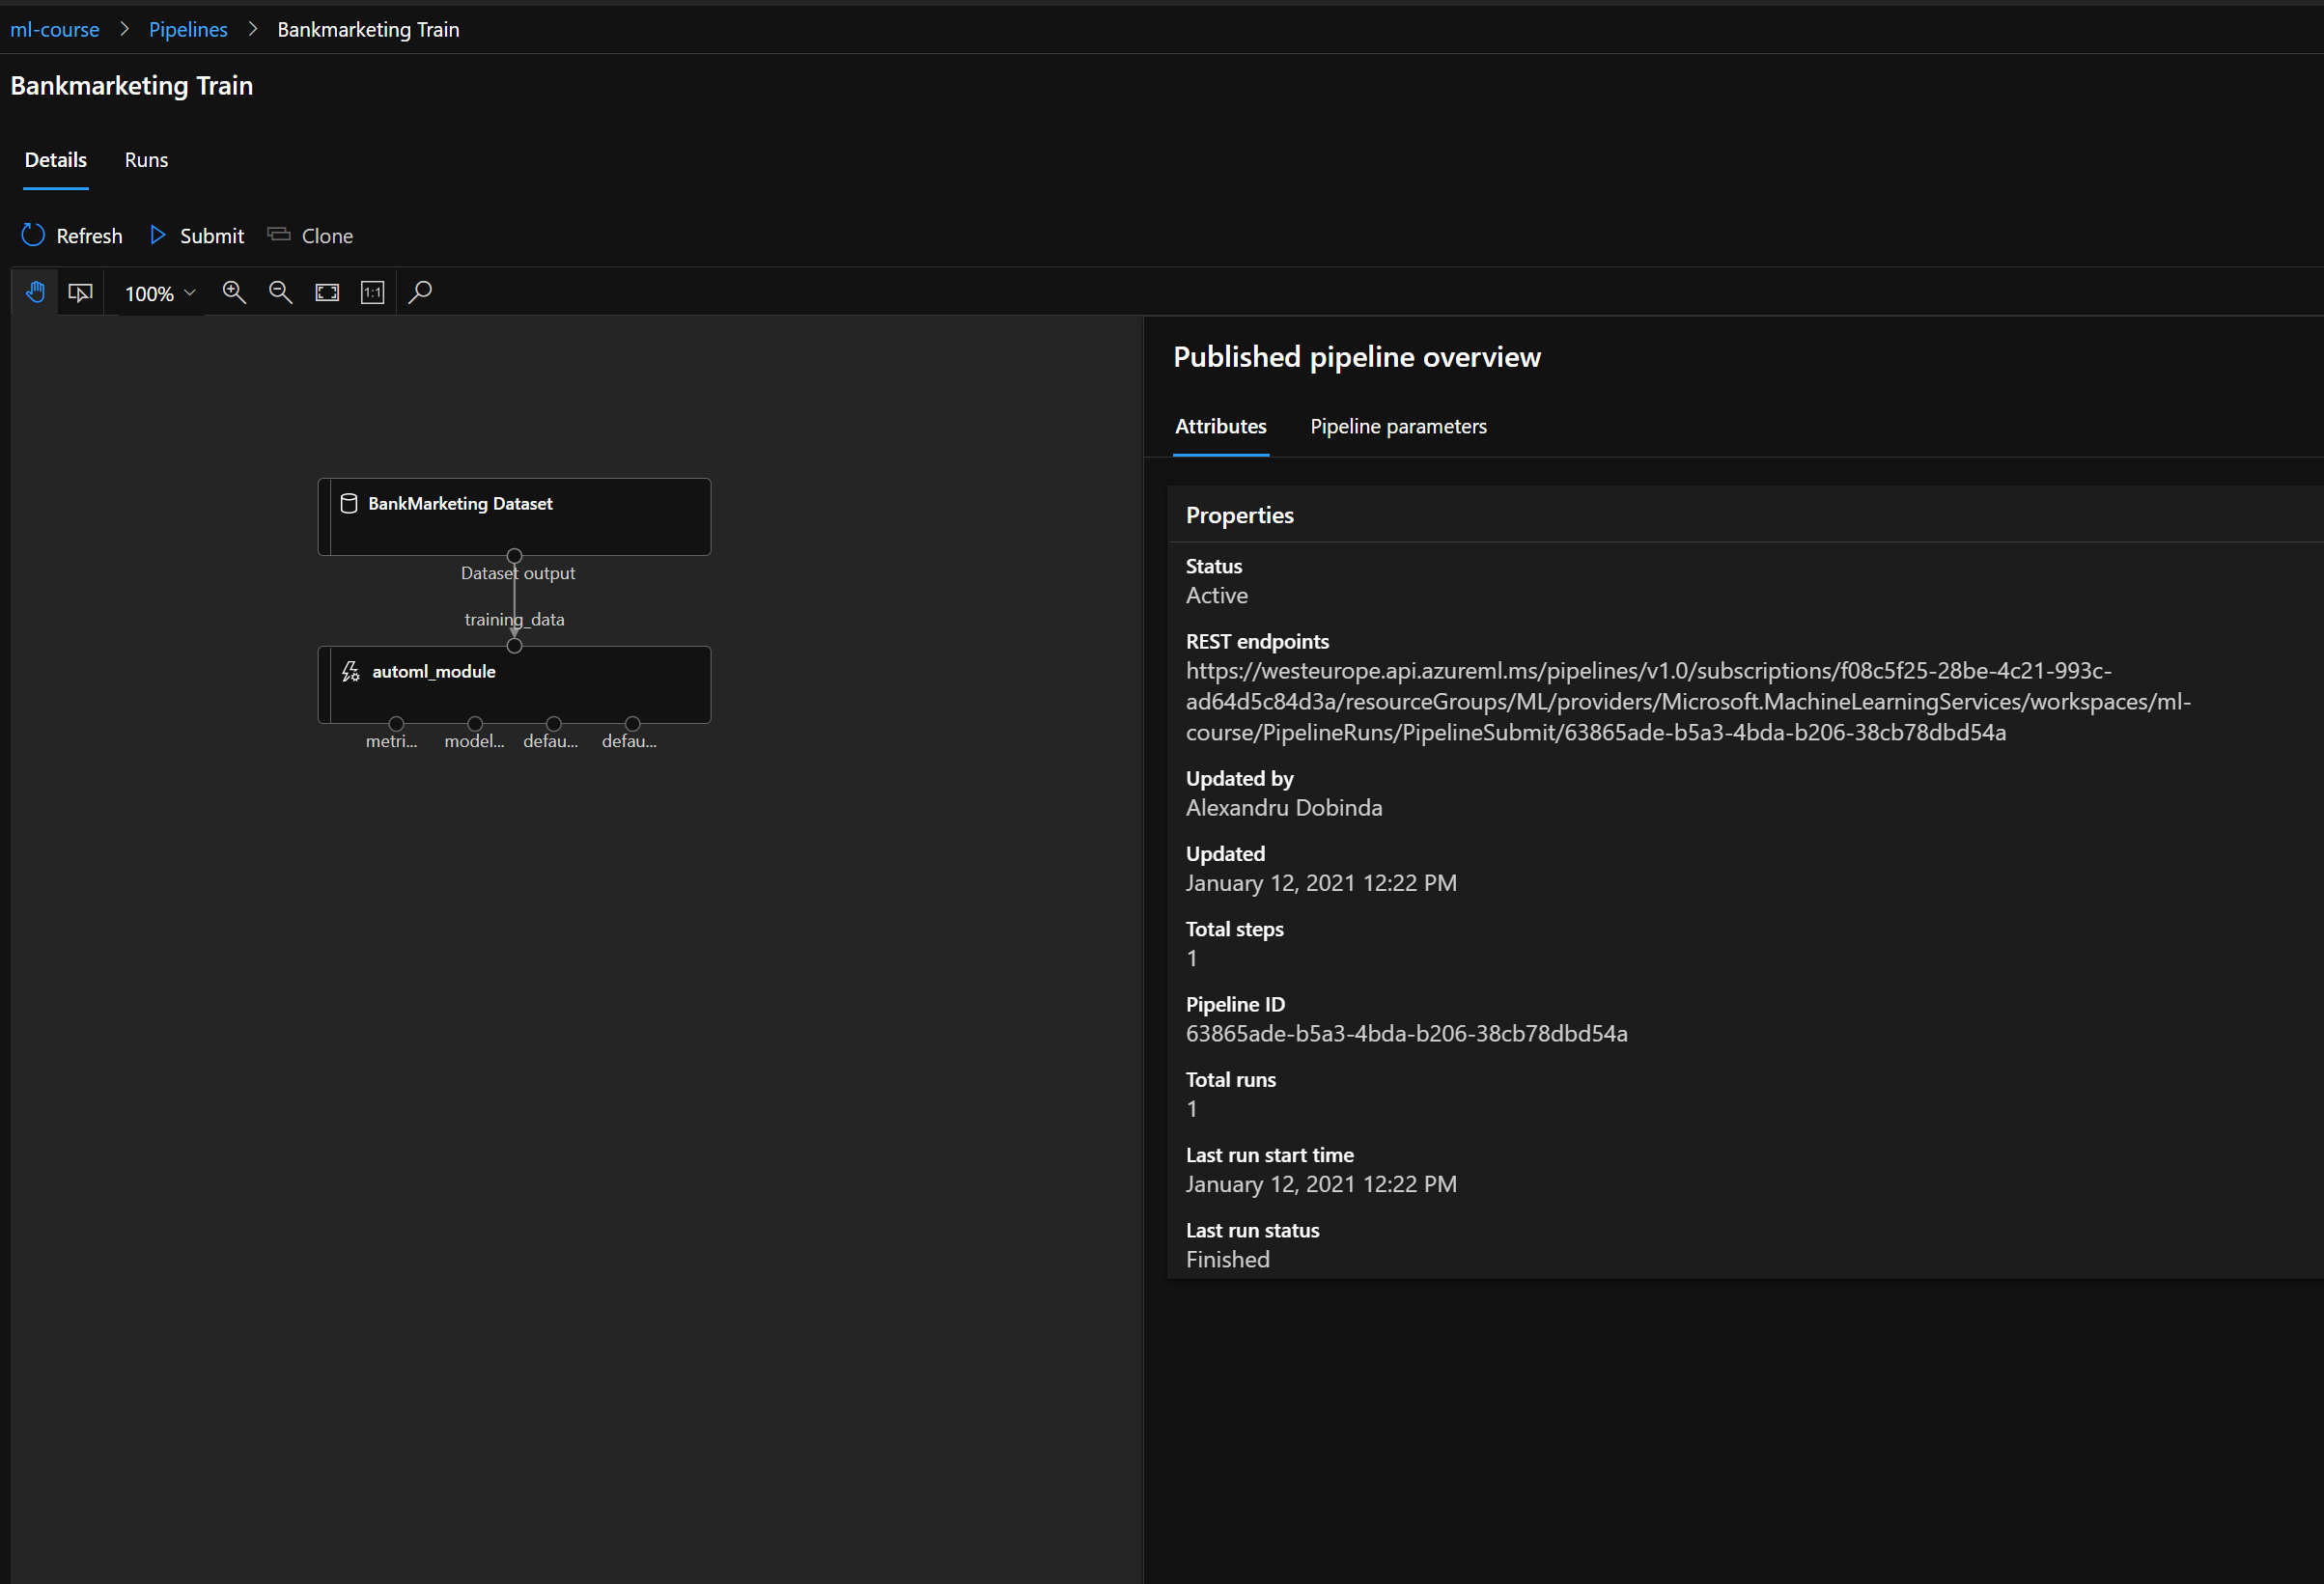 ml-course > Pipelines > Bankmarketing Train
Bankmarketing Train
Details Runs
Refresh Submit Clone
100% 1:1
BankMarketing Dataset
Dataset output
training_data
automl_module
metri... model... defau... defau...
Published pipeline overview
Attributes Pipeline parameters
Properties
Status
Active
REST endpoints
https://westeurope.api.azureml.ms/pipelines/v1.0/subscriptions/f08c5f25-28be-4c21-993c-
ad64d5c84d3a/resourceGroups/ML/providers/Microsoft.MachineLearningServices/workspaces/ml-
course/PipelineRuns/PipelineSubmit/63865ade-b5a3-4bda-b206-38cb78dbd54a
Updated by
Alexandru Dobinda
Updated
January 12, 2021 12:22 PM
Total steps
1
Pipeline ID
63865ade-b5a3-4bda-b206-38cb78dbd54a
Total runs
1
Last run start time
January 12, 2021 12:22 PM
Last run status
Finished